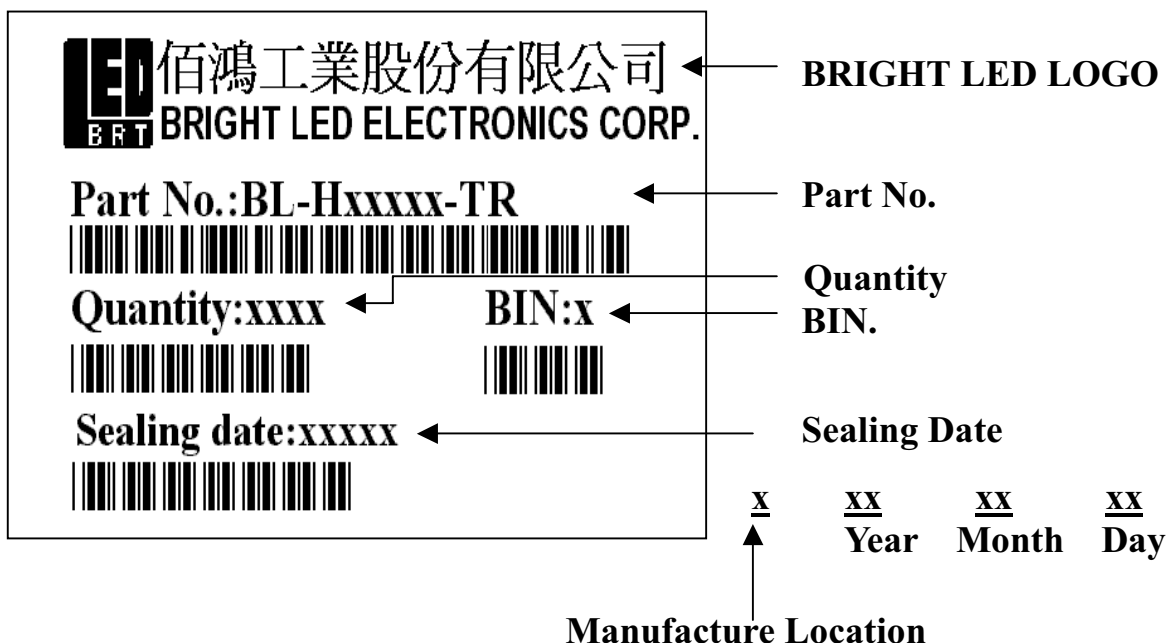 LED 佰鴻工業股份有限公司
BRT BRIGHT LED ELECTRONICS CORP.
BRIGHT LED LOGO
Part No.:BL-Hxxxxx-TR
Part No.
Quantity:xxxx
BIN:x
Quantity
BIN.
Sealing date:xxxxx
Sealing Date
x xx xx xx
Year Month Day
Manufacture Location